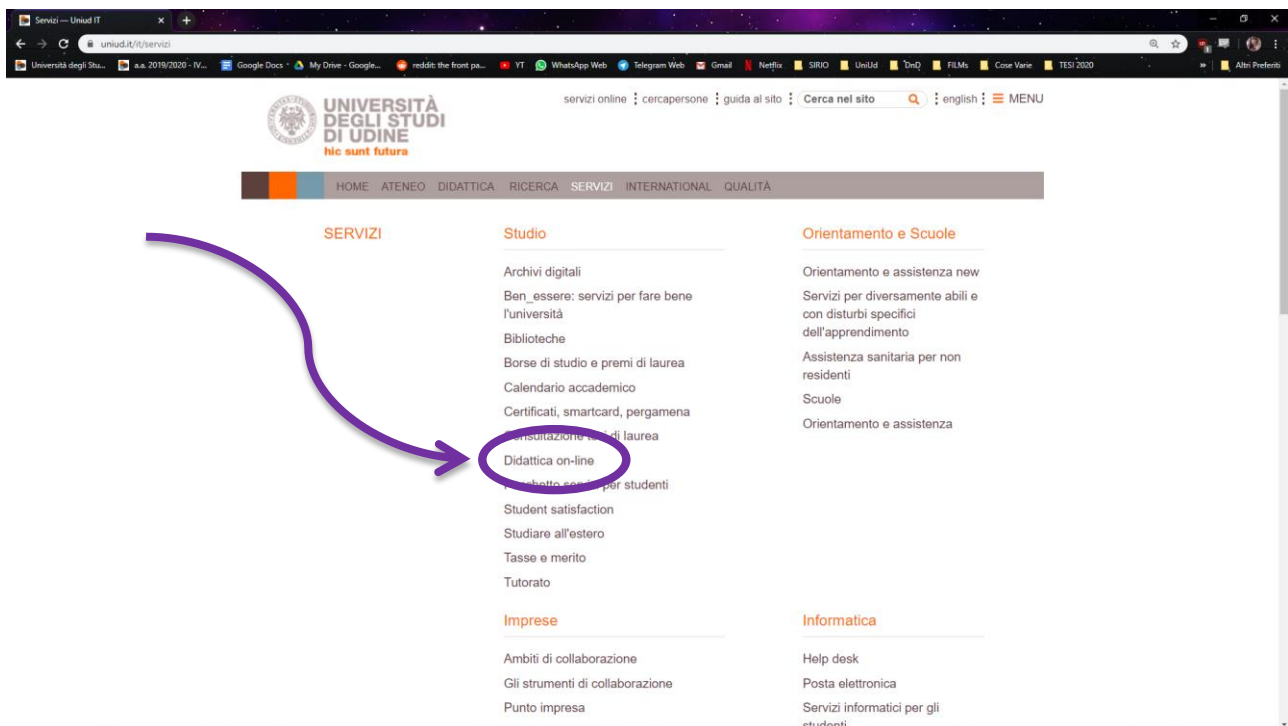 Servizi — Uniud IT
uniud.it/it/servizi
Università degli Stu... a.a. 2019/2020 - IV... Google Docs - My Drive - Google... reddit: the front pa... YT WhatsApp Web Telegram Web Gmail Netflix SIRIO UniUd DnD FILMs Cose Varie TESI 2020 » Altri Preferiti
servizi online cercapersone guida al sito Cerca nel sito english MENU
UNIVERSITÀ
DEGLI STUDI
DI UDINE
hic sunt futura
HOME ATENEO DIDATTICA RICERCA SERVIZI INTERNATIONAL QUALITÀ
SERVIZI
Studio
Archivi digitali
Ben_essere: servizi per fare bene
l'università
Biblioteche
Borse di studio e premi di laurea
Calendario accademico
Certificati, smartcard, pergamena
Consultazione tesi di laurea
Didattica on-line
servizi per studenti
Student satisfaction
Studiare all'estero
Tasse e merito
Tutorato
Orientamento e Scuole
Orientamento e assistenza new
Servizi per diversamente abili e
con disturbi specifici
dell'apprendimento
Assistenza sanitaria per non
residenti
Scuole
Orientamento e assistenza
Imprese
Ambiti di collaborazione
Gli strumenti di collaborazione
Punto impresa
Informatica
Help desk
Posta elettronica
Servizi informatici per gli
studenti